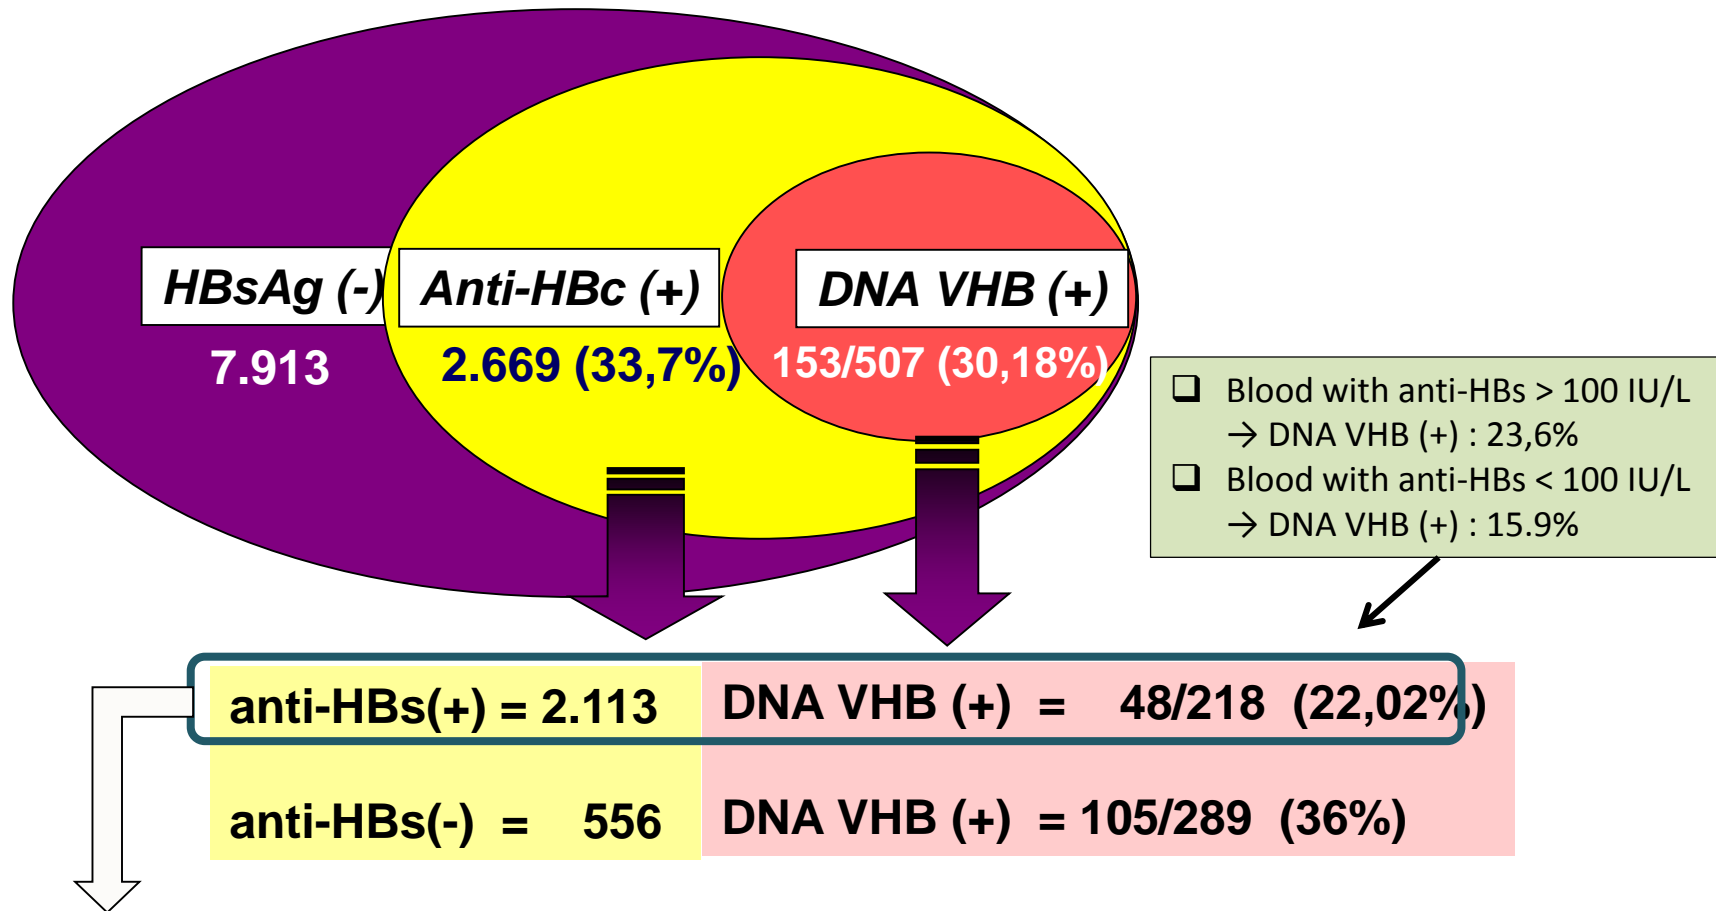 HBsAg (-)
Anti-HBc (+)
DNA VHB (+)
7.913
2.669 (33,7%)
153/507 (30,18%)
❑ Blood with anti-HBs > 100 IU/L
→ DNA VHB (+) : 23,6%
❑ Blood with anti-HBs < 100 IU/L
→ DNA VHB (+) : 15.9%
anti-HBs(+) = 2.113 DNA VHB (+) = 48/218 (22,02%)
anti-HBs(-) = 556 DNA VHB (+) = 105/289 (36%)